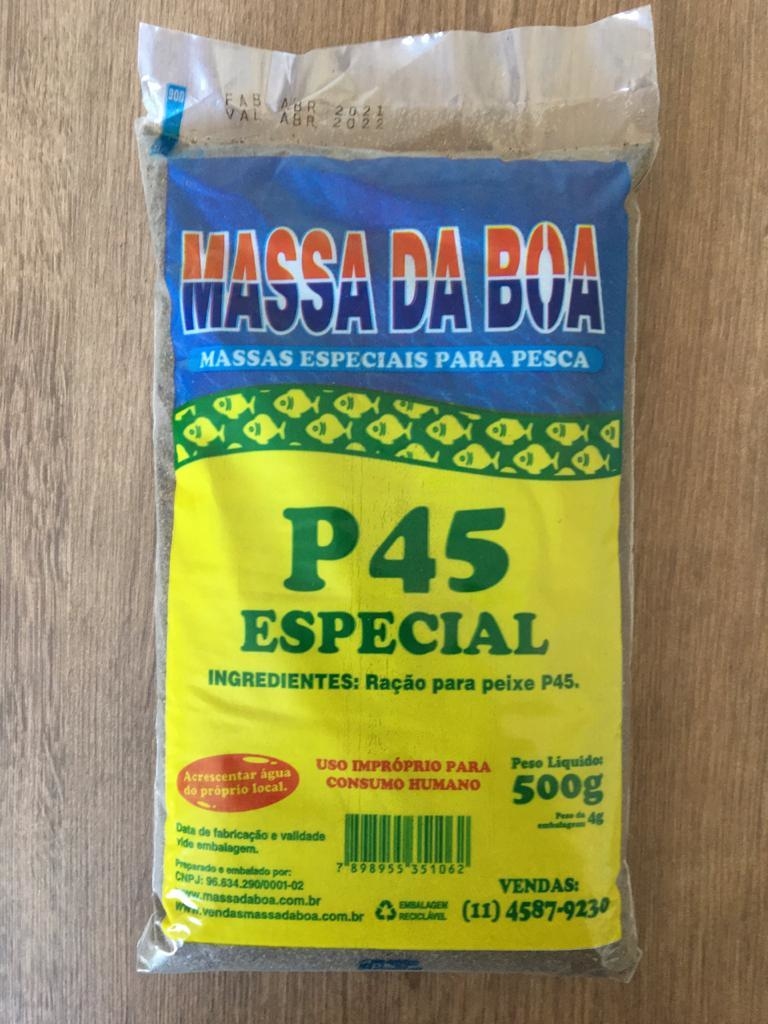 FAB ABR 2021
VAL ABR 2022
MASSA DA BOA
MASSAS ESPECIAIS PARA PESCA
P45
ESPECIAL
INGREDIENTES: Ração para peixe P45.
Acrescentar água
do próprio local.
USO IMPRÓPRIO PARA
CONSUMO HUMANO
Peso Líquido:
500g
Peso da
embalagem 4g
Data de fabricação e validade
vide embalagem.
7 898955 351062
Preparado e embalado por:
CNPJ: 96.634.290/0001-02
www.massadaboa.com.br
www.vendasmassadaboa.com.br
EMBALAGEM
RECICLÁVEL
VENDAS:
(11) 4587-9230